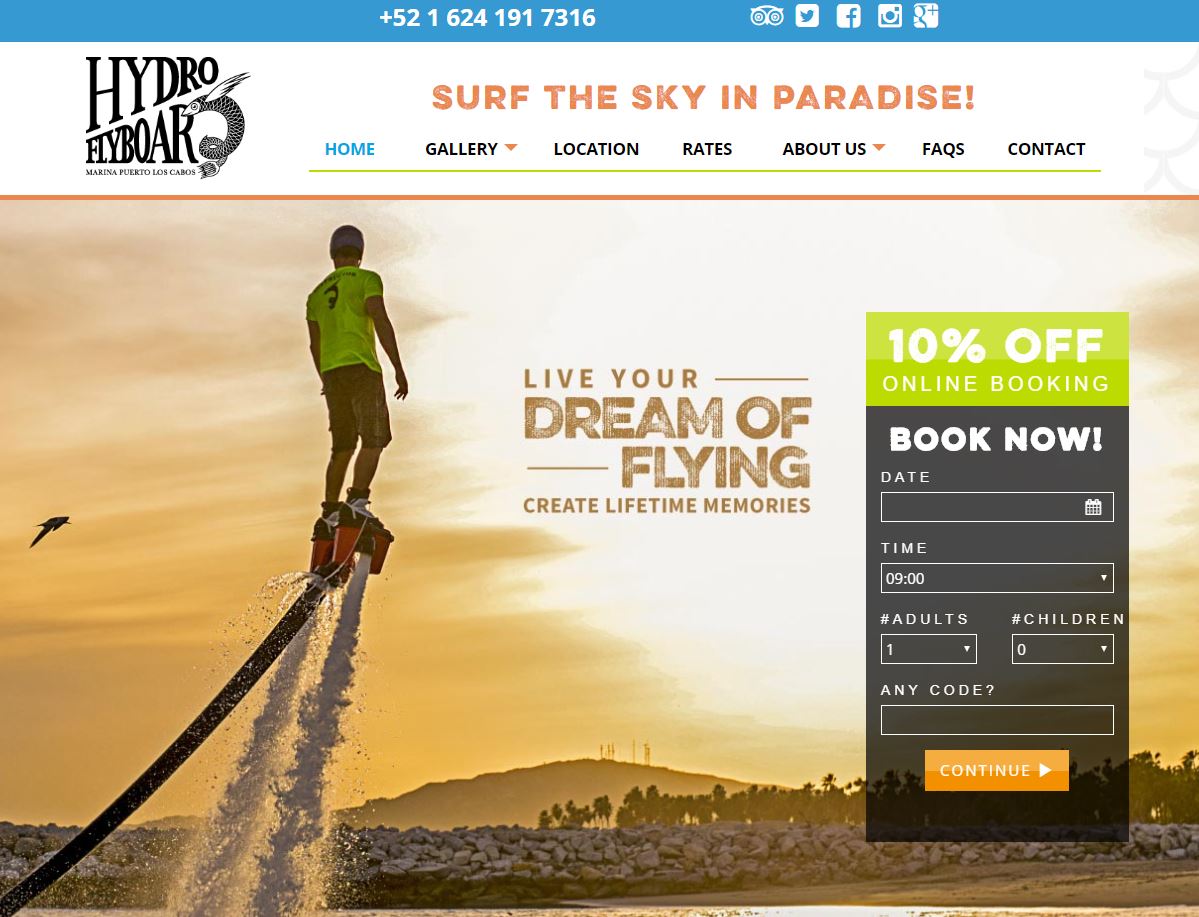 +52 1 624 191 7316
HYDRO
FLYBOARD
MARINA PUERTO LOS CABOS
SURF THE SKY IN PARADISE!
HOME GALLERY LOCATION RATES ABOUT US FAQS CONTACT
LIVE YOUR
DREAM OF
FLYING
CREATE LIFETIME MEMORIES
10% OFF
ONLINE BOOKING
BOOK NOW!
DATE
TIME
09:00
#ADULTS #CHILDREN
1 0
ANY CODE?
CONTINUE